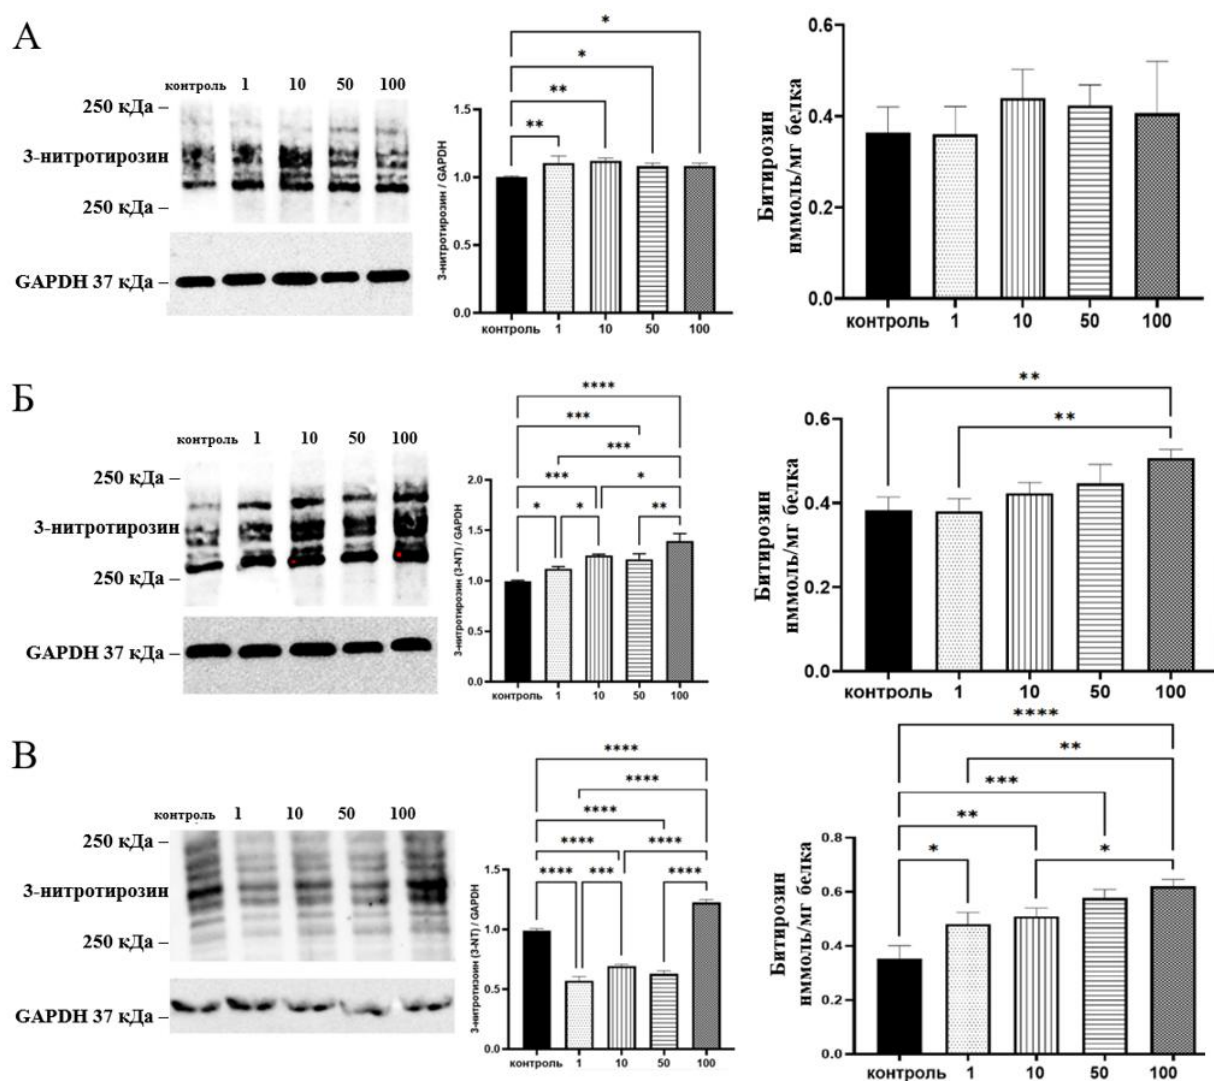 А
контроль 1 10 50 100
250 кДа –
3-нитротирозин
250 кДа –
GAPDH 37 кДа –
* 
*
**
**
3-нитротирозин / GAPDH
1.5
1.0
0.5
0.0
контроль 1 10 50 100
Битирозин
нммоль/мг белка
0.6
0.4
0.2
0.0
контроль 1 10 50 100
Б
контроль 1 10 50 100
250 кДа –
3-нитротирозин
250 кДа –
GAPDH 37 кДа –
****
***
***
*** *
* * **
3-нитротирозин (3-NT) / GAPDH
2.0
1.5
1.0
0.5
0.0
контроль 1 10 50 100
**
**
Битирозин
нммоль/мг белка
0.6
0.4
0.2
0.0
контроль 1 10 50 100
В
контроль 1 10 50 100
250 кДа –
3-нитротирозин
250 кДа –
GAPDH 37 кДа –
****
****
****
**** ****
**** *** ****
3-нитротизоин (3-NT) / GAPDH
1.5
1.0
0.5
0.0
контроль 1 10 50 100
****
**
***
**
* *
Битирозин
нммоль/мг белка
0.8
0.6
0.4
0.2
0.0
контроль 1 10 50 100